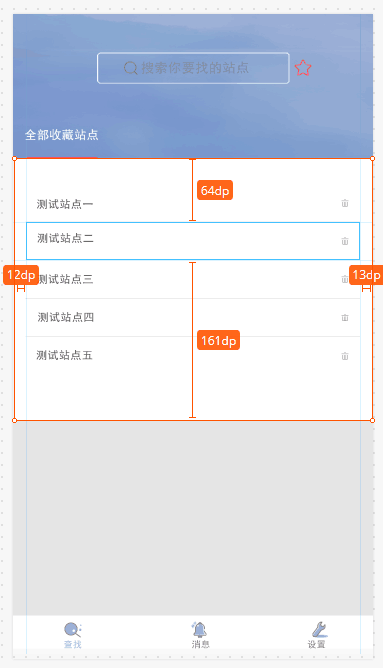 搜索你要找的站点
全部收藏站点
64dp
测试站点一
测试站点二
12dp
测试站点三
13dp
测试站点四
161dp
测试站点五
查找
消息
设置